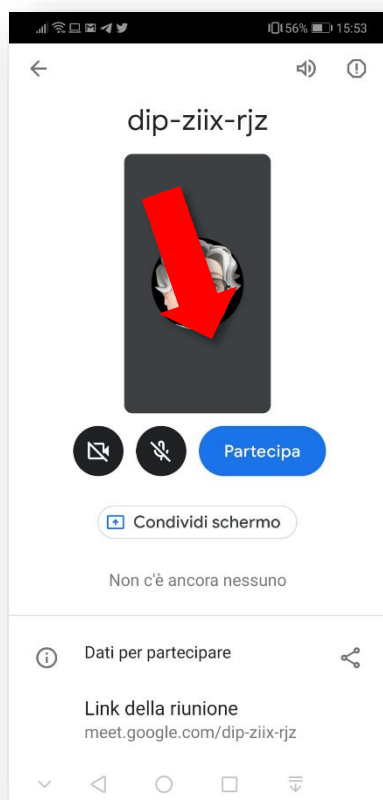 56% 15:53
dip-ziix-rjz
Partecipa
Condividi schermo
Non c'è ancora nessuno
Dati per partecipare
Link della riunione
meet.google.com/dip-ziix-rjz